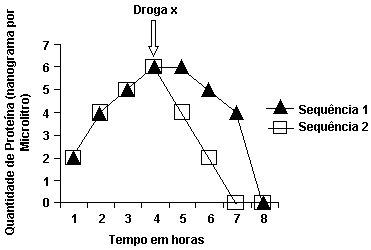 Droga x
Quantidade de Proteína (nanograma por
Microlitro)
7
6
5
4
3
2
1
0
1 2 3 4 5 6 7 8
Tempo em horas
Sequência 1
Sequência 2